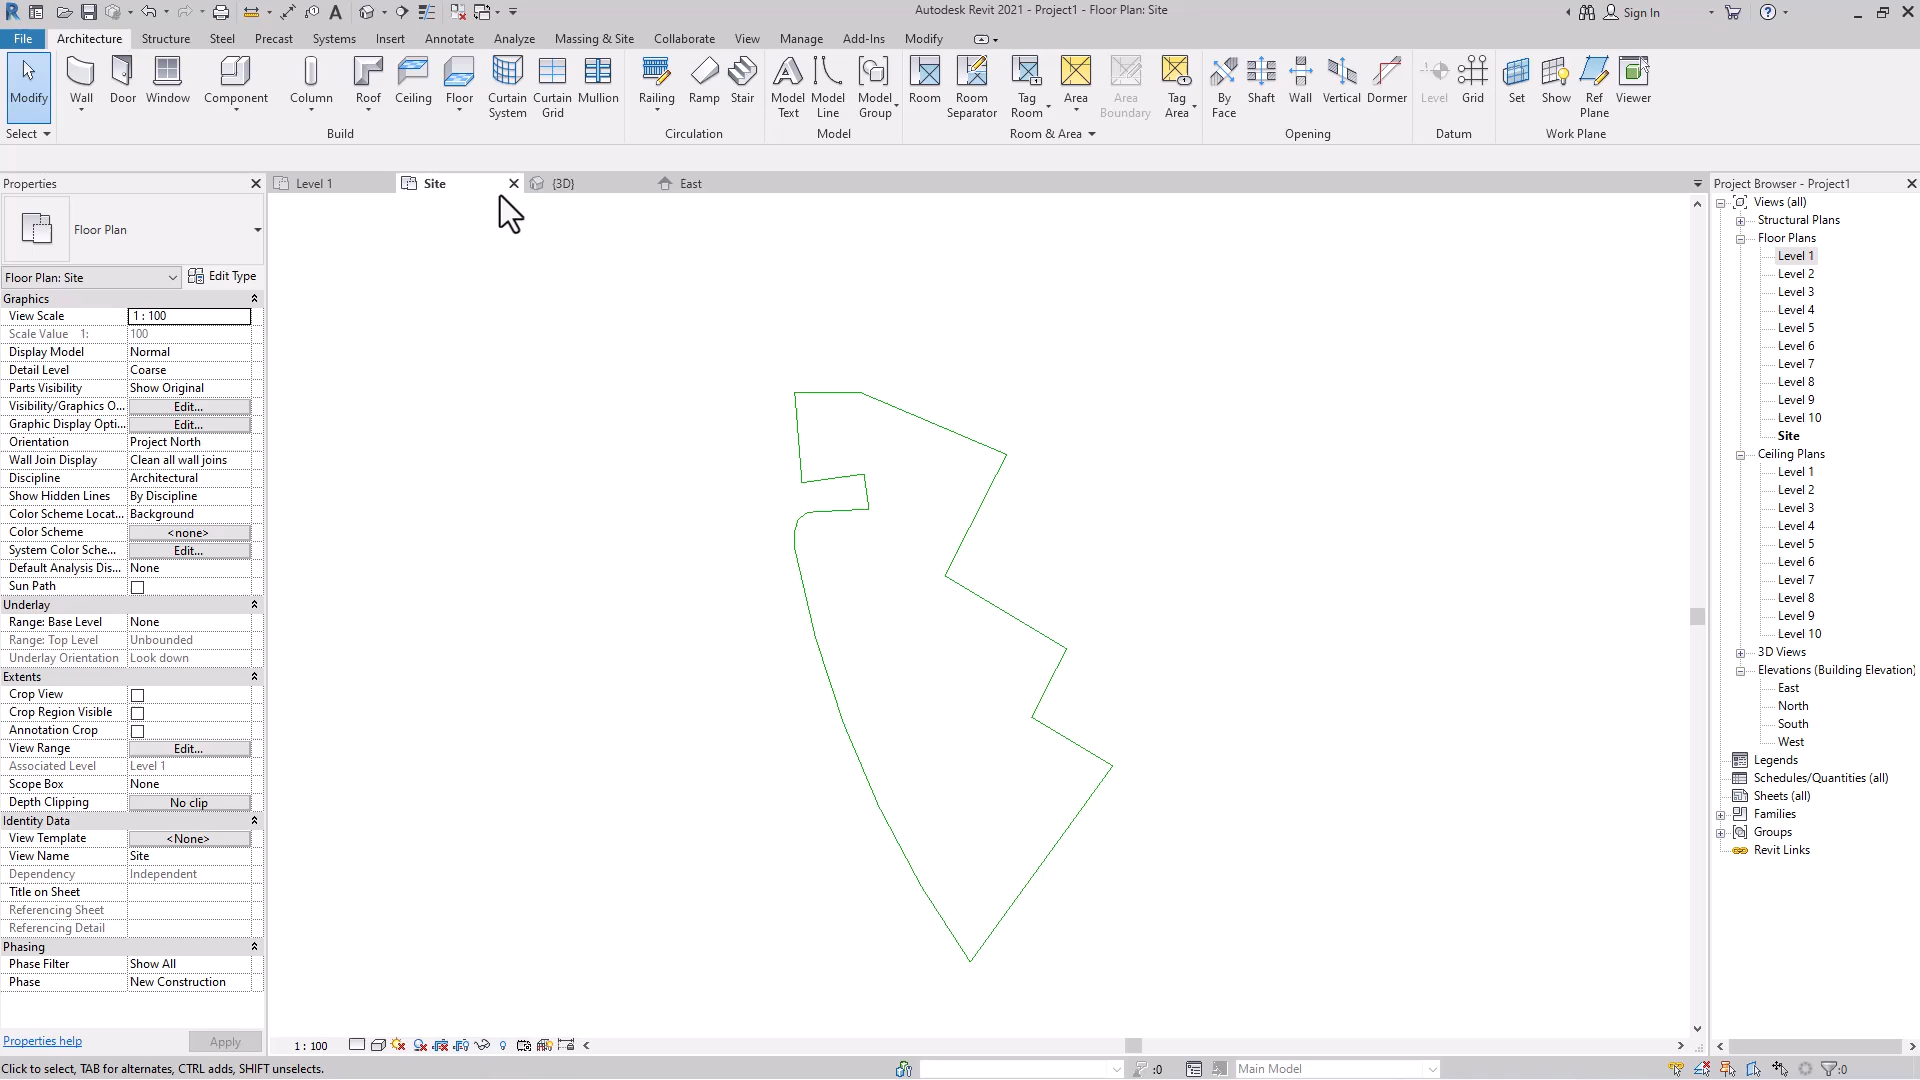 Autodesk Revit 2021 - Project1 - Floor Plan: Site
Sign In
File Architecture Structure Steel Precast Systems Insert Annotate Analyze Massing & Site Collaborate View Manage Add-Ins Modify
Modify Wall Door Window Component Column Roof Ceiling Floor Curtain System Curtain Grid Mullion Railing Ramp Stair Model Text Model Line Model Group Room Room Separator Tag Room Area Area Boundary Tag Area By Face Shaft Wall Vertical Dormer Level Grid Set Show Ref Plane Viewer
Select Build Circulation Model Room & Area Opening Datum Work Plane
Properties
Level 1 Site {3D} East
Floor Plan
Floor Plan: Site Edit Type
Graphics
View Scale 1 : 100
Scale Value 1: 100
Display Model Normal
Detail Level Coarse
Parts Visibility Show Original
Visibility/Graphics O... Edit...
Graphic Display Opti... Edit...
Orientation Project North
Wall Join Display Clean all wall joins
Discipline Architectural
Show Hidden Lines By Discipline
Color Scheme Locat... Background
Color Scheme <none>
System Color Sche... Edit...
Default Analysis Dis... None
Sun Path
Underlay
Range: Base Level None
Range: Top Level Unbounded
Underlay Orientation Look down
Extents
Crop View
Crop Region Visible
Annotation Crop
View Range Edit...
Associated Level Level 1
Scope Box None
Depth Clipping No clip
Identity Data
View Template <None>
View Name Site
Dependency Independent
Title on Sheet
Referencing Sheet
Referencing Detail
Phasing
Phase Filter Show All
Phase New Construction
Properties help Apply
Project Browser - Project1
Views (all)
Structural Plans
Floor Plans
Level 1
Level 2
Level 3
Level 4
Level 5
Level 6
Level 7
Level 8
Level 9
Level 10
Site
Ceiling Plans
Level 1
Level 2
Level 3
Level 4
Level 5
Level 6
Level 7
Level 8
Level 9
Level 10
3D Views
Elevations (Building Elevation)
East
North
South
West
Legends
Schedules/Quantities (all)
Sheets (all)
Families
Groups
Revit Links
1 : 100
Click to select, TAB for alternates, CTRL adds, SHIFT unselects.
:0
Main Model
:0